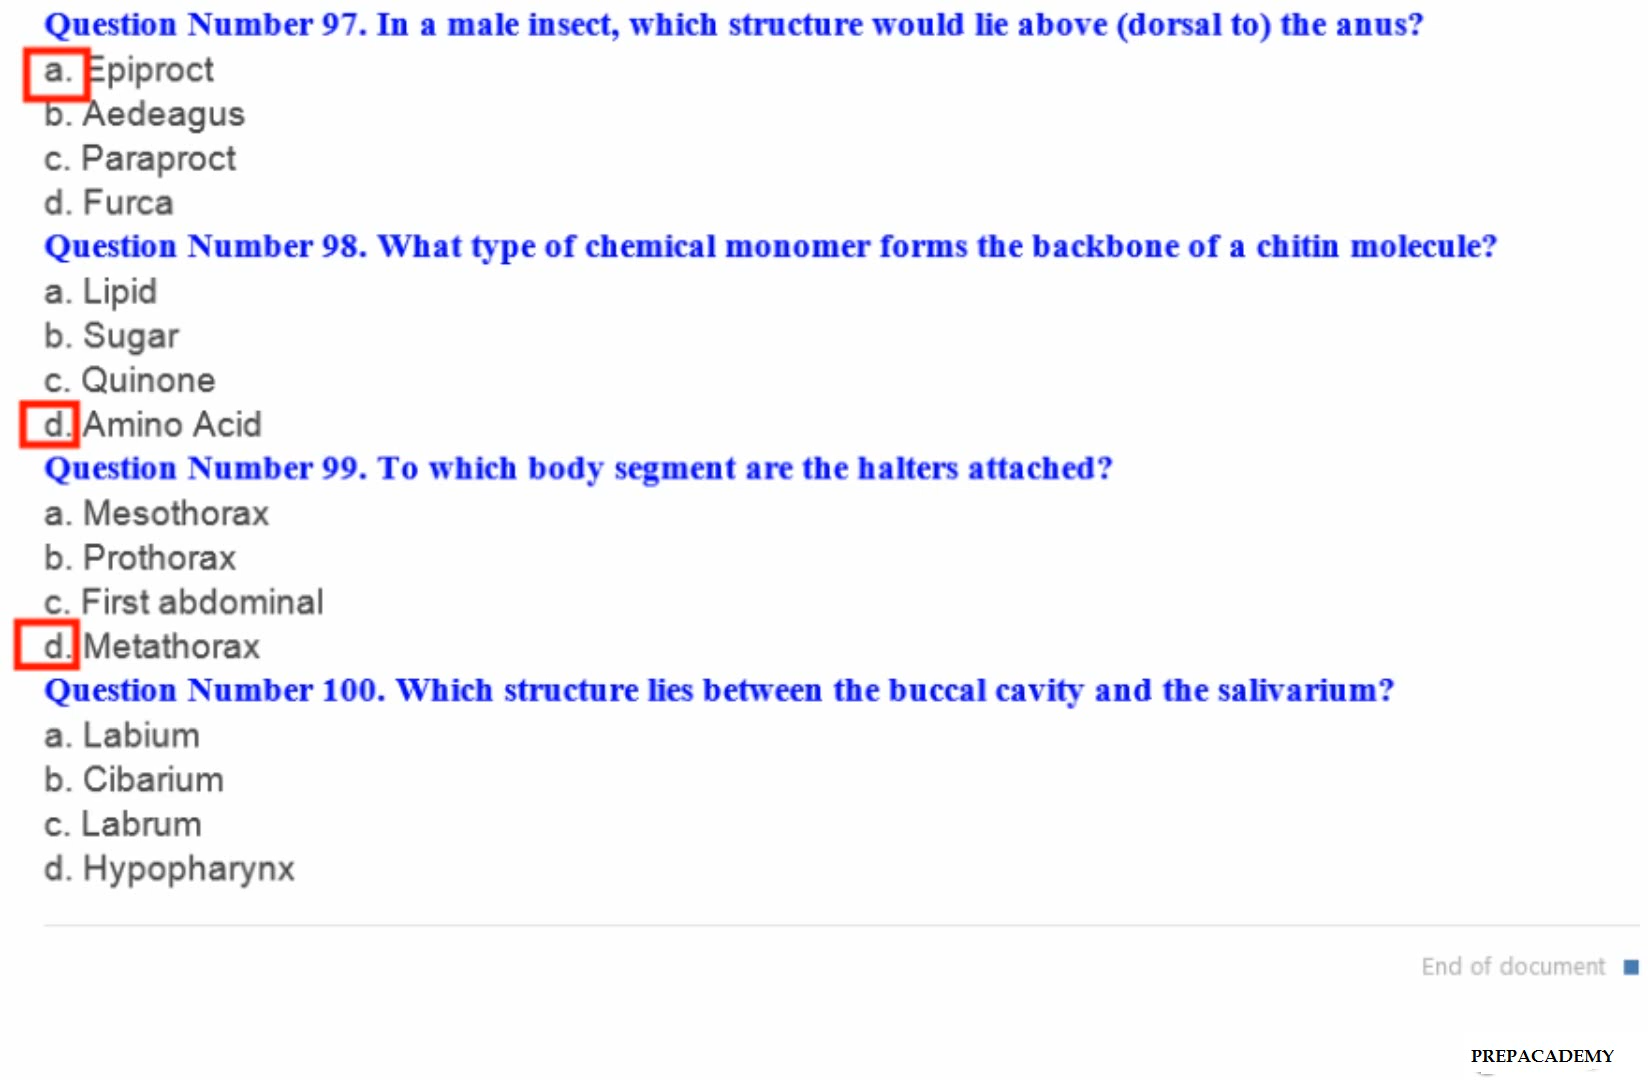 Question Number 97. In a male insect, which structure would lie above (dorsal to) the anus?
a. Epiproct
b. Aedeagus
c. Paraproct
d. Furca
Question Number 98. What type of chemical monomer forms the backbone of a chitin molecule?
a. Lipid
b. Sugar
c. Quinone
d. Amino Acid
Question Number 99. To which body segment are the halters attached?
a. Mesothorax
b. Prothorax
c. First abdominal
d. Metathorax
Question Number 100. Which structure lies between the buccal cavity and the salivarium?
a. Labium
b. Cibarium
c. Labrum
d. Hypopharynx
End of document
PREPACADEMY